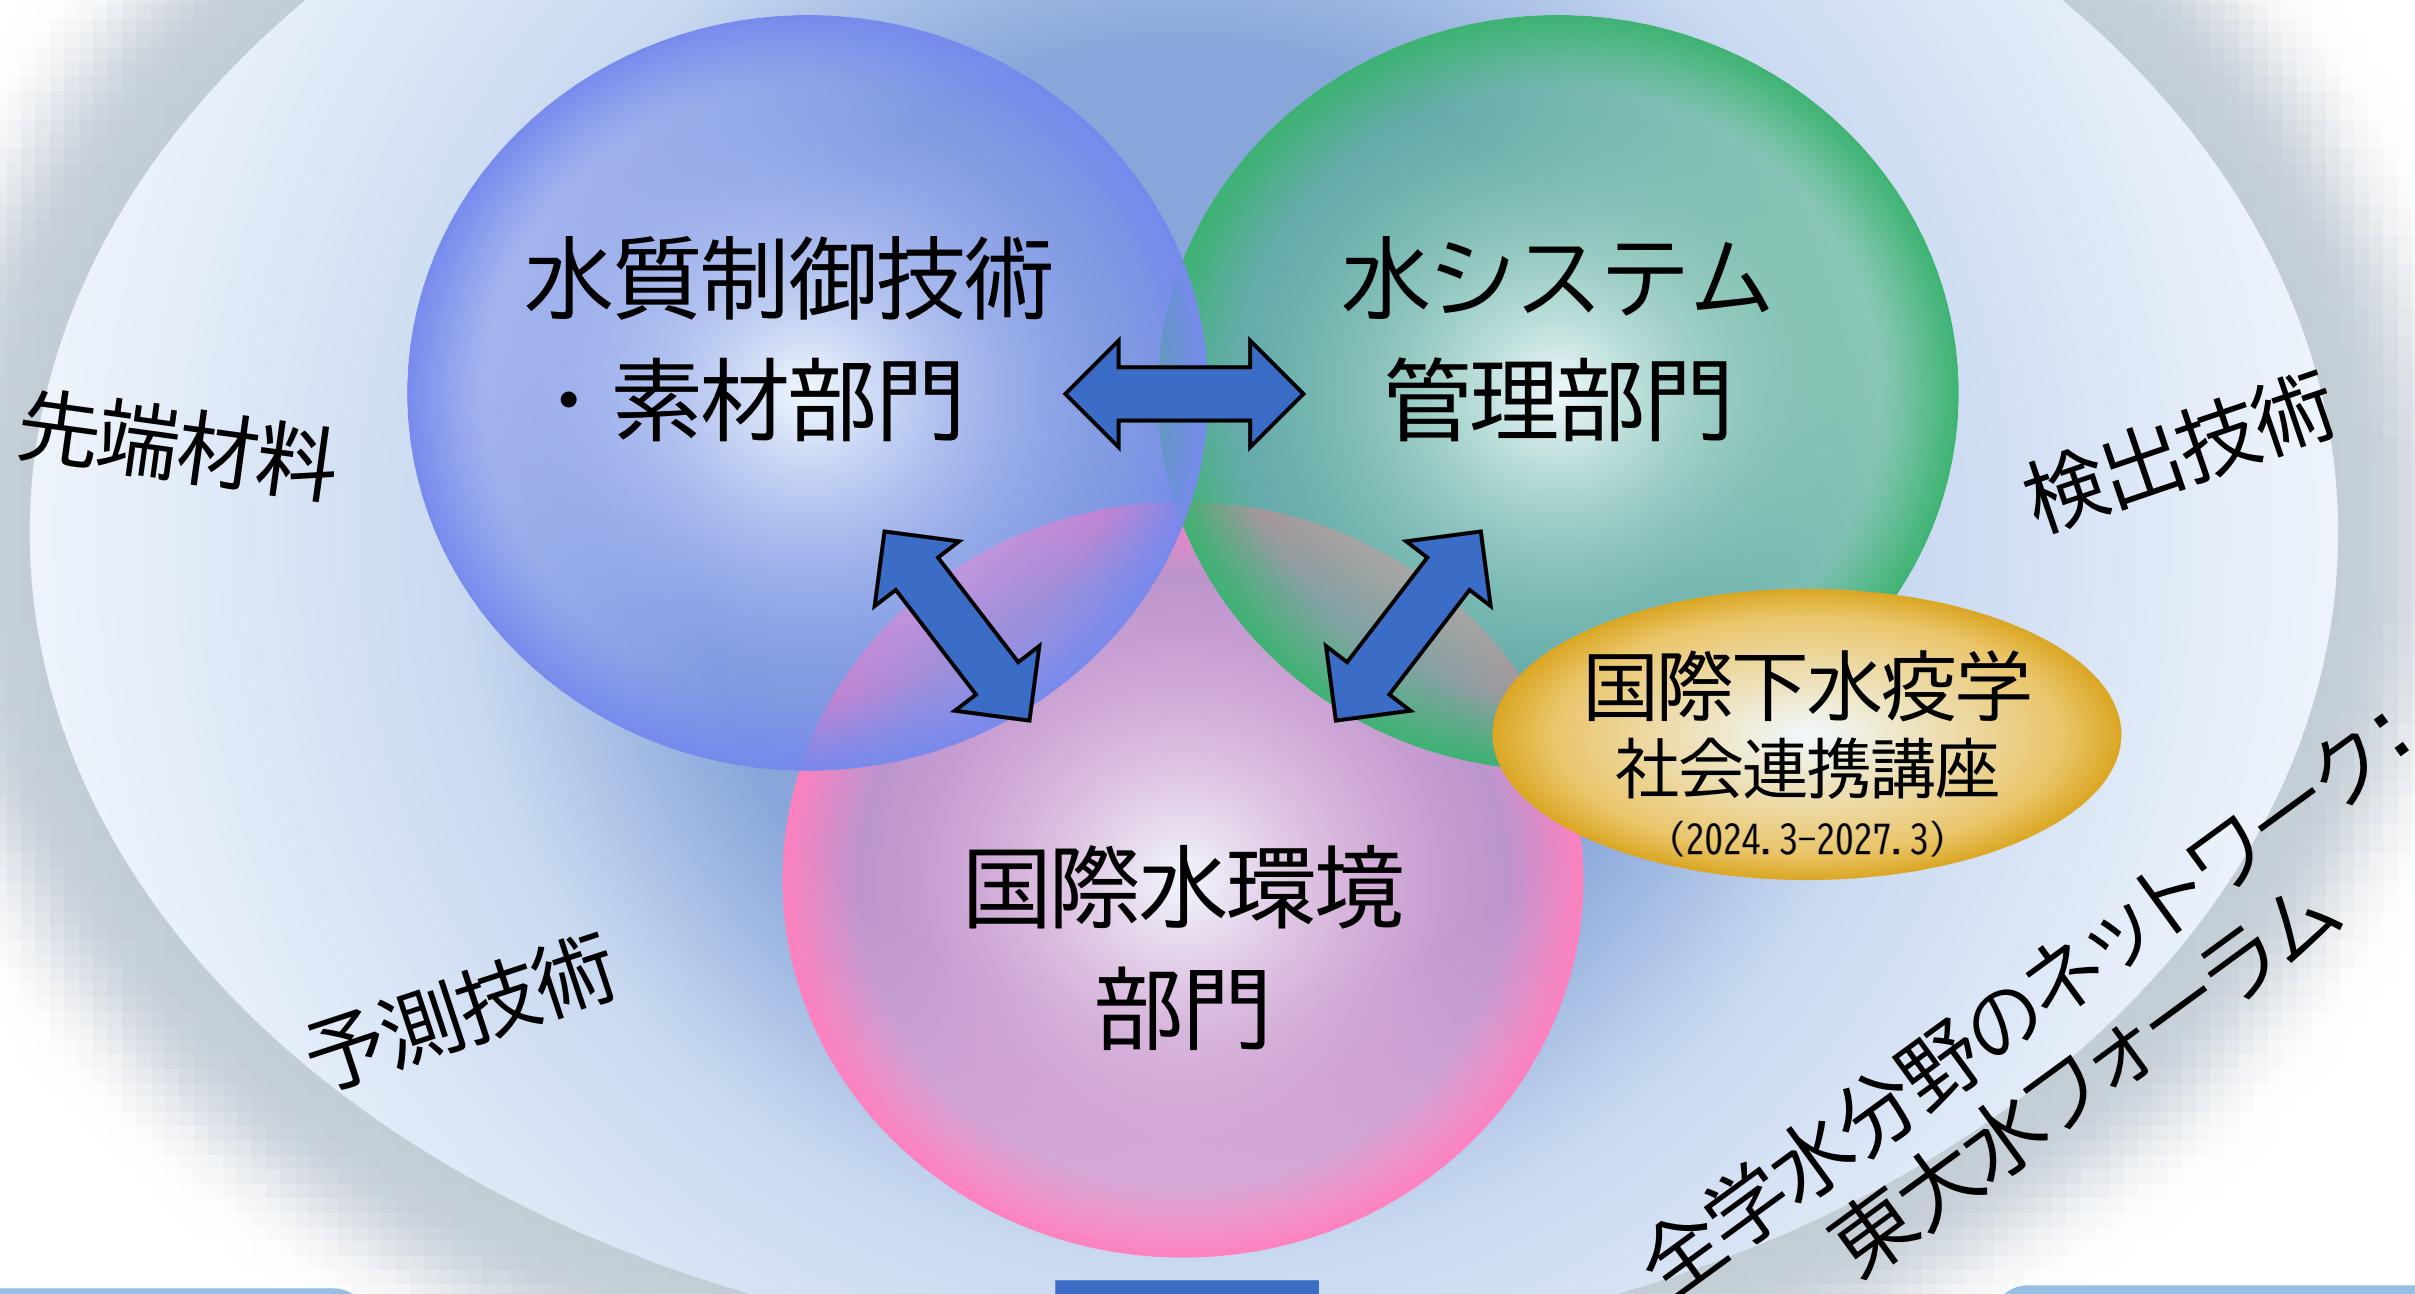 水質制御技術
・素材部門
水システム
管理部門
先端材料
検出技術
国際下水疫学
社会連携講座
(2024.3-2027.3)
国際水環境
部門
予測技術
全学水分野のネットワーク:
東大水フォーラム